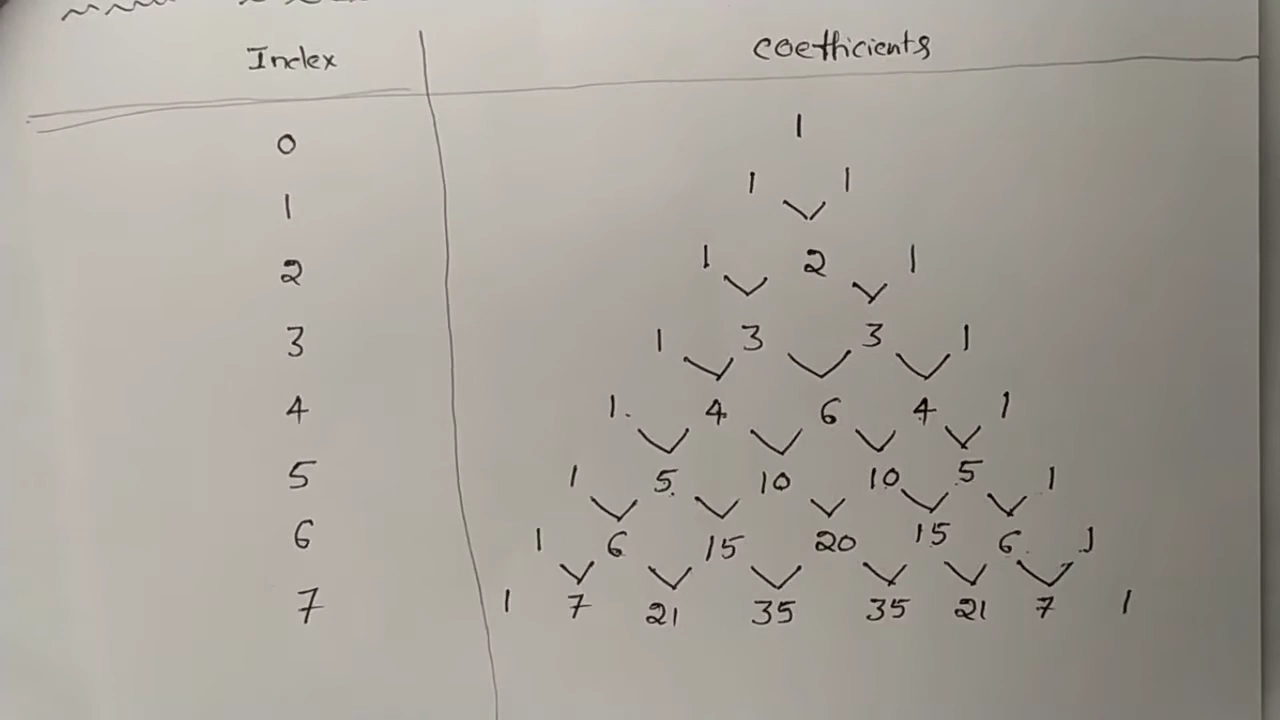 Index coefficients
0 1
1 1 1
2 1 2 1
3 1 3 3 1
4 1. 4 6 4 1
5 1 5 10 10 5 1
6 1 6 15 20 15 6 1
7 1 7 21 35 35 21 7 1